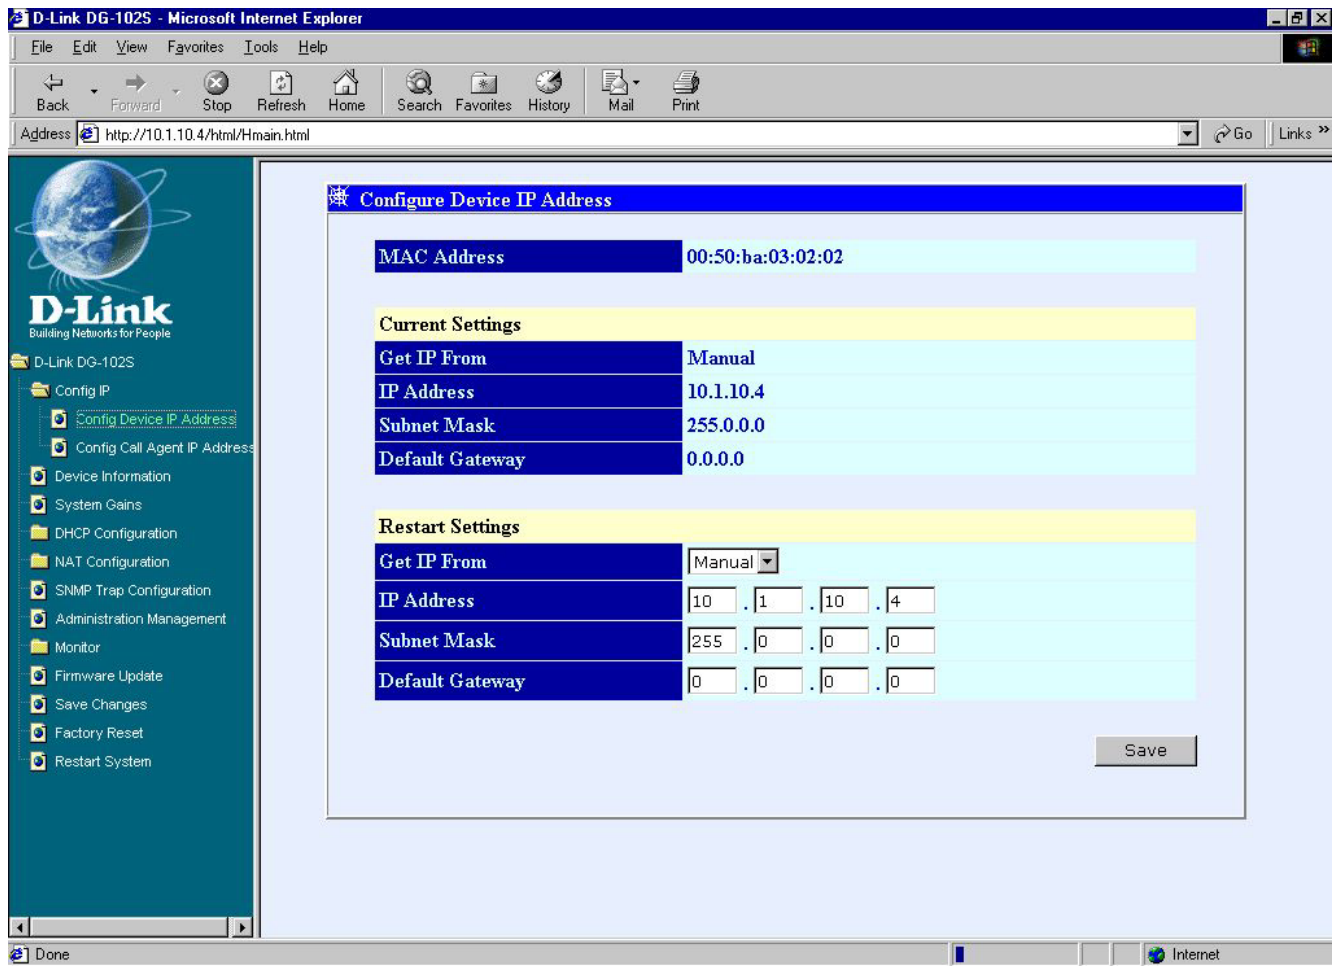 D-Link DG-102S - Microsoft Internet Explorer
File Edit View Favorites Tools Help
Back Forward Stop Refresh Home Search Favorites History Mail Print
Address http://10.1.10.4/html/Hmain.html Go Links »
D-Link
Building Networks for People
D-Link DG-102S
Config IP
Config Device IP Address
Config Call Agent IP Address
Device Information
System Gains
DHCP Configuration
NAT Configuration
SNMP Trap Configuration
Administration Management
Monitor
Firmware Update
Save Changes
Factory Reset
Restart System
Configure Device IP Address
MAC Address 00:50:ba:03:02:02
Current Settings
Get IP From Manual
IP Address 10.1.10.4
Subnet Mask 255.0.0.0
Default Gateway 0.0.0.0
Restart Settings
Get IP From Manual
IP Address 10 . 1 . 10 . 4
Subnet Mask 255 . 0 . 0 . 0
Default Gateway 0 . 0 . 0 . 0
Save
Done Internet